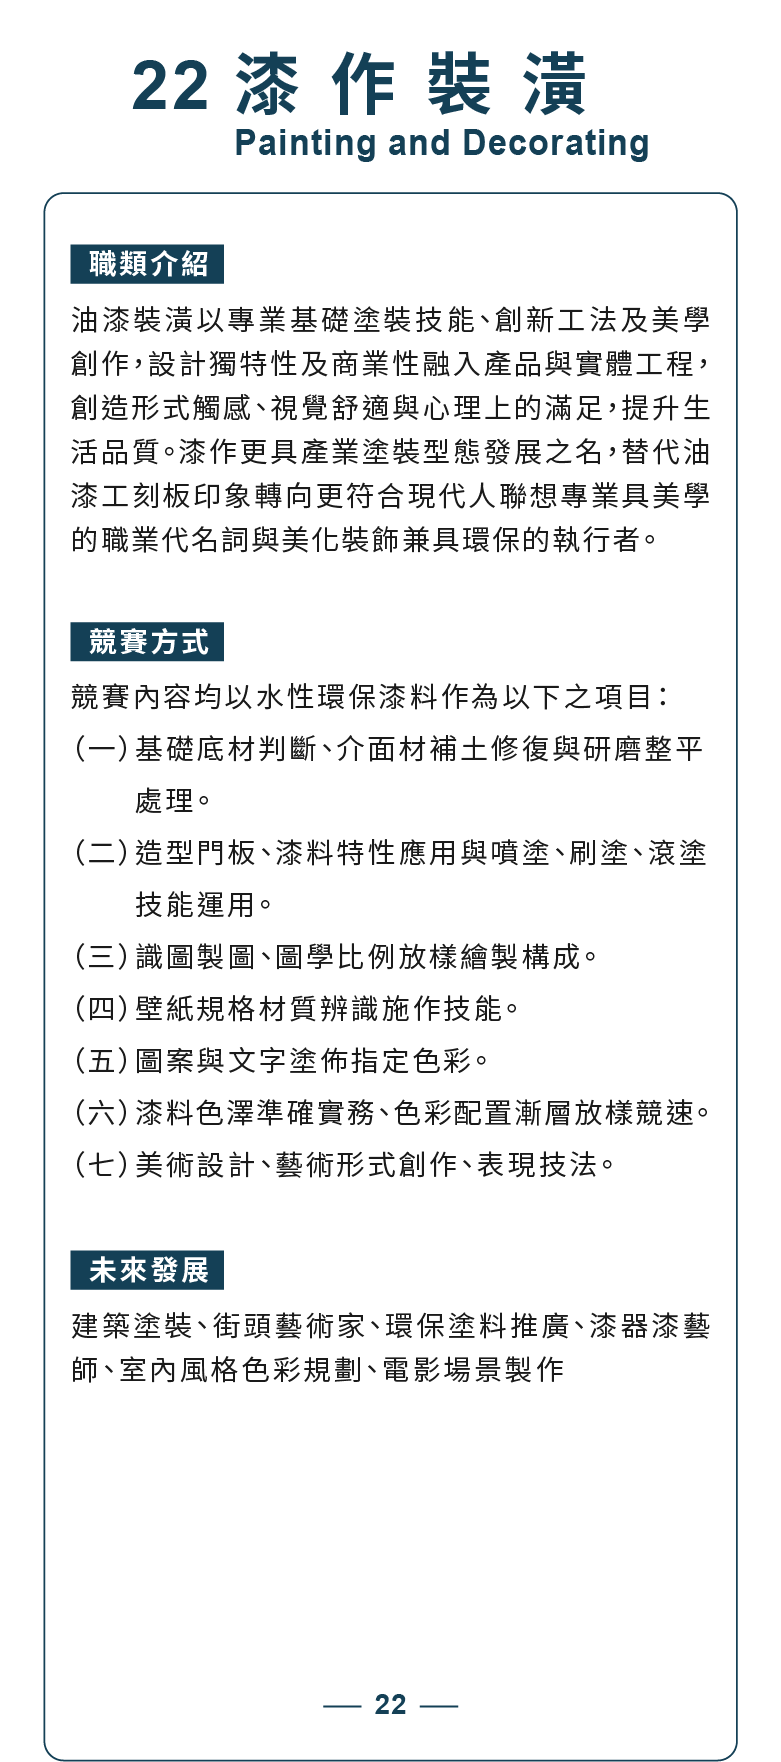 22 漆作裝潢
Painting and Decorating
職類介紹
油漆裝潢以專業基礎塗裝技能、創新工法及美學
創作，設計獨特性及商業性融入產品與實體工程，
創造形式觸感、視覺舒適與心理上的滿足，提升生
活品質。漆作更具產業塗裝型態發展之名，替代油
漆工刻板印象轉向更符合現代人聯想專業具美學
的職業代名詞與美化裝飾兼具環保的執行者。
競賽方式
競賽內容均以水性環保漆料作為以下之項目：
（一）基礎底材判斷、介面材補土修復與研磨整平
處理。
（二）造型門板、漆料特性應用與噴塗、刷塗、滾塗
技能運用。
（三）識圖製圖、圖學比例放樣繪製構成。
（四）壁紙規格材質辨識施作技能。
（五）圖案與文字塗佈指定色彩。
（六）漆料色澤準確實務、色彩配置漸層放樣競速。
（七）美術設計、藝術形式創作、表現技法。
未來發展
建築塗裝、街頭藝術家、環保塗料推廣、漆器漆藝
師、室內風格色彩規劃、電影場景製作
22